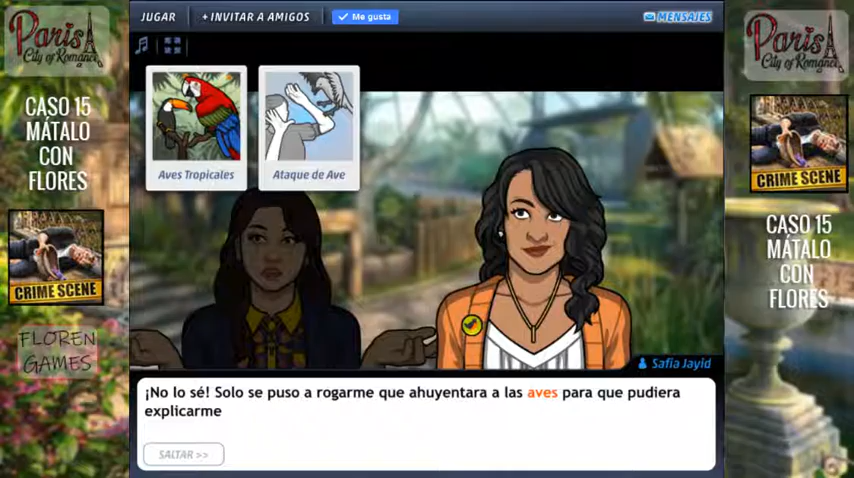 JUGAR
+ INVITAR A AMIGOS
Me gusta
MENSAJES
Paris
City of Romance
CASO 15
MÁTALO
CON
FLORES
CRIME SCENE
FLOREN
GAMES
Aves Tropicales
Ataque de Ave
Safia Jayid
¡No lo sé! Solo se puso a rogarme que ahuyentara a las aves para que pudiera
explicarme
SALTAR >>
Paris
City of Romance
CRIME SCENE
CASO 15
MÁTALO
CON
FLORES